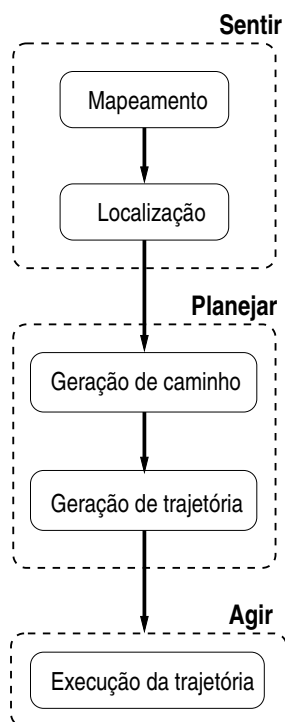 Sentir
Mapeamento
Localização
Planejar
Geração de caminho
Geração de trajetória
Agir
Execução da trajetória